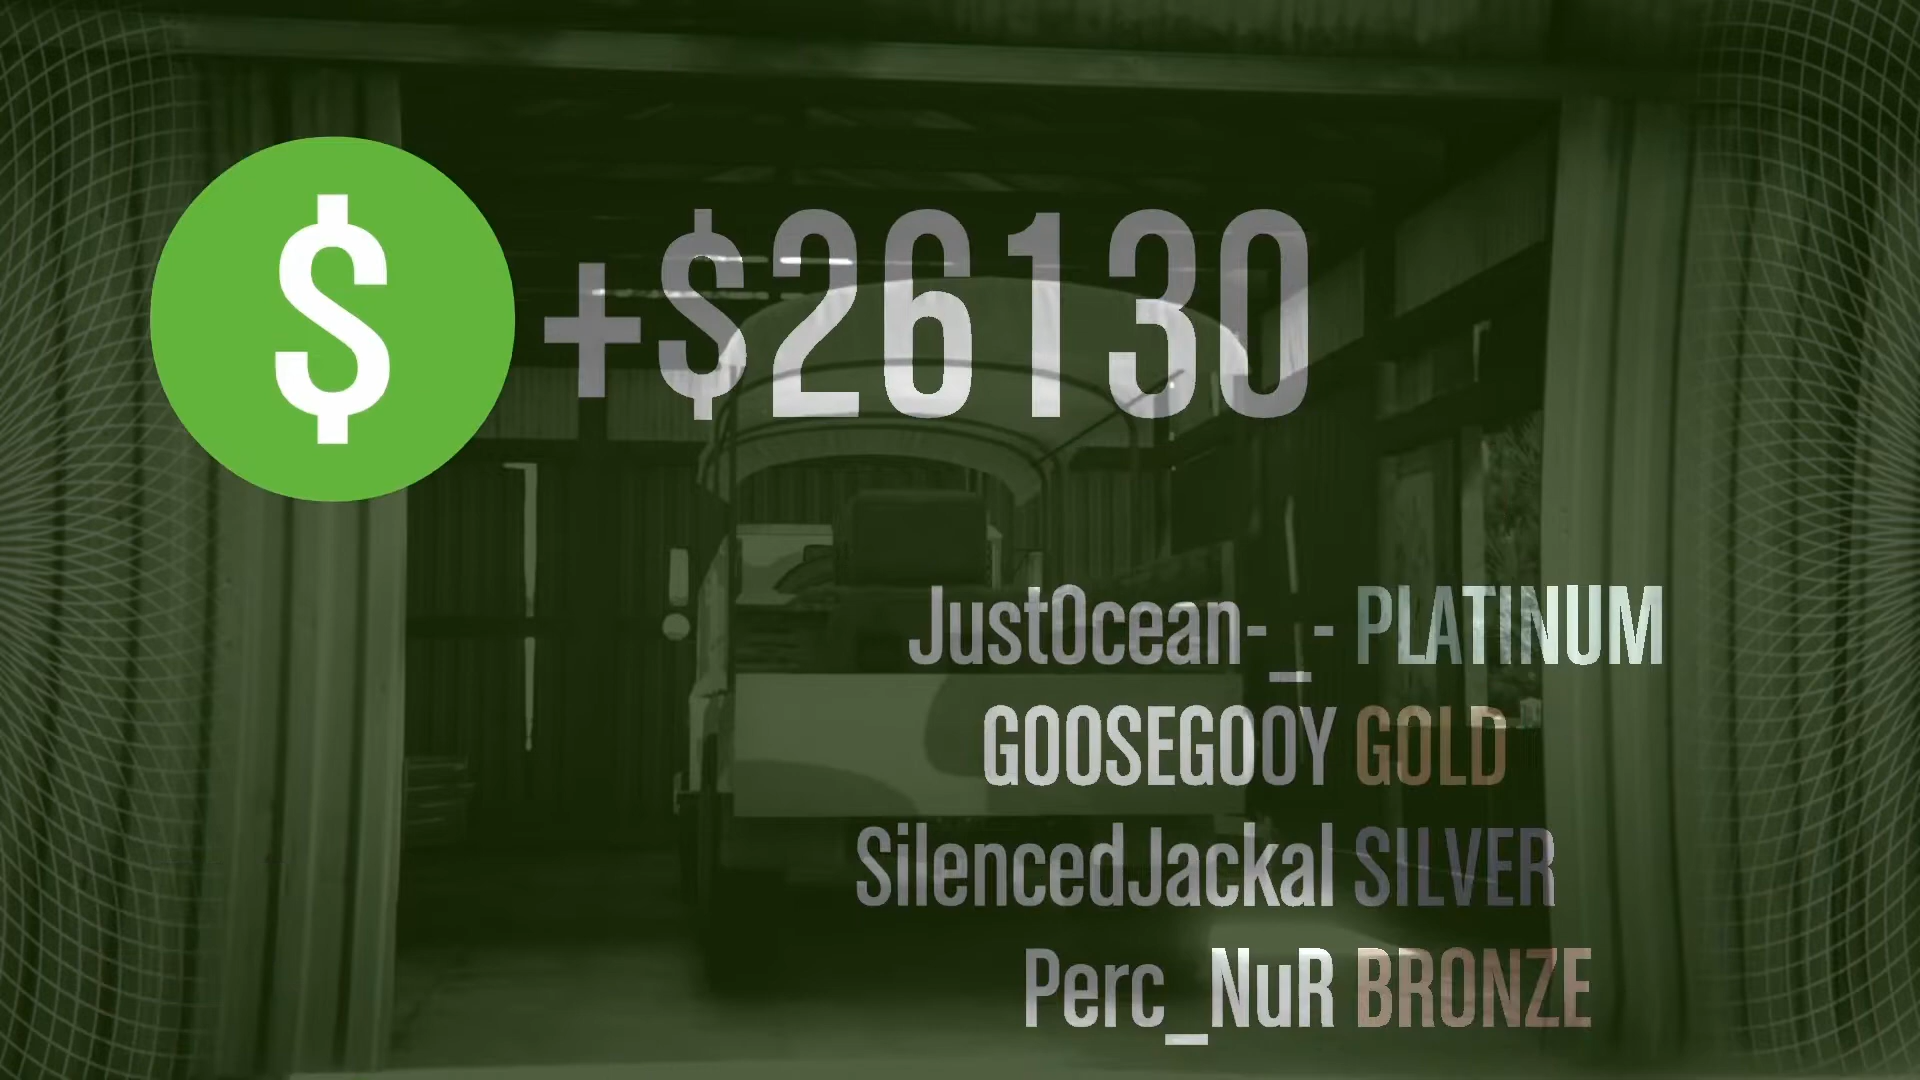 $ +$26130
JustOcean-_- PLATINUM
GOOSEGOOY GOLD
SilencedJackal SILVER
Perc_NuR BRONZE